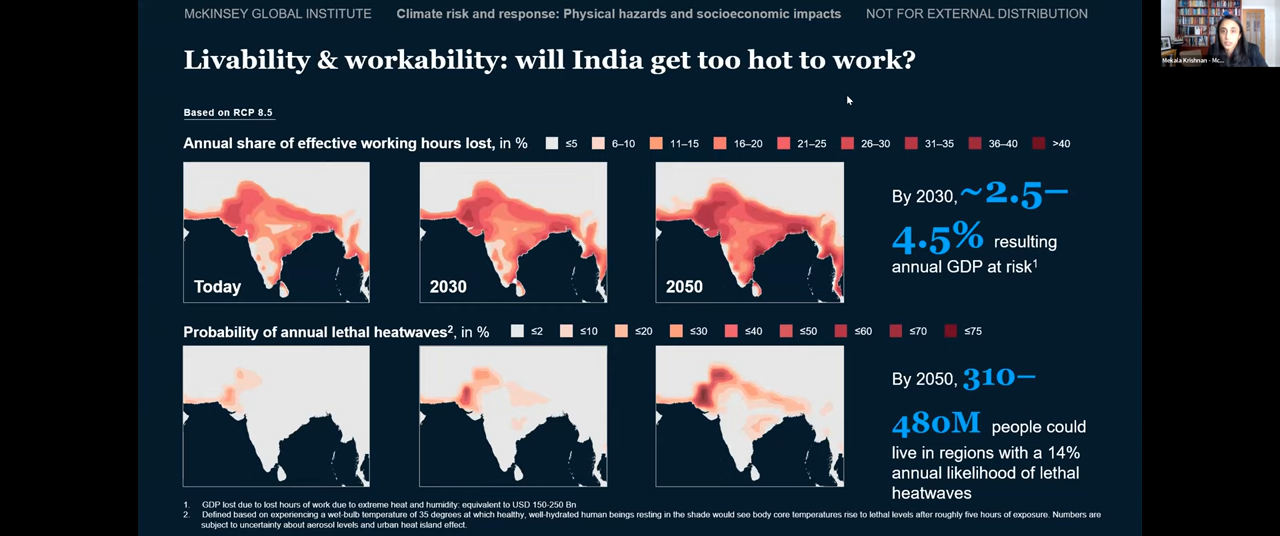 McKINSEY GLOBAL INSTITUTE Climate risk and response: Physical hazards and socioeconomic impacts NOT FOR EXTERNAL DISTRIBUTION
Livability & workability: will India get too hot to work?
Based on RCP 8.5
Annual share of effective working hours lost, in % ≤5 6–10 11–15 16–20 21–25 26–30 31–35 36–40 >40
Today 2030 2050
By 2030, ~2.5–
4.5% resulting
annual GDP at risk1
Probability of annual lethal heatwaves2, in % ≤2 ≤10 ≤20 ≤30 ≤40 ≤50 ≤60 ≤70 ≤75
By 2050, 310–
480M people could
live in regions with a 14%
annual likelihood of lethal
heatwaves
1. GDP lost due to lost hours of work due to extreme heat and humidity: equivalent to USD 150-250 Bn
2. Defined based on experiencing a wet-bulb temperature of 35 degrees at which healthy, well-hydrated human beings resting in the shade would see body core temperatures rise to lethal levels after roughly five hours of exposure. Numbers are
subject to uncertainty about aerosol levels and urban heat island effect.
Mekala Krishnan - Mc...